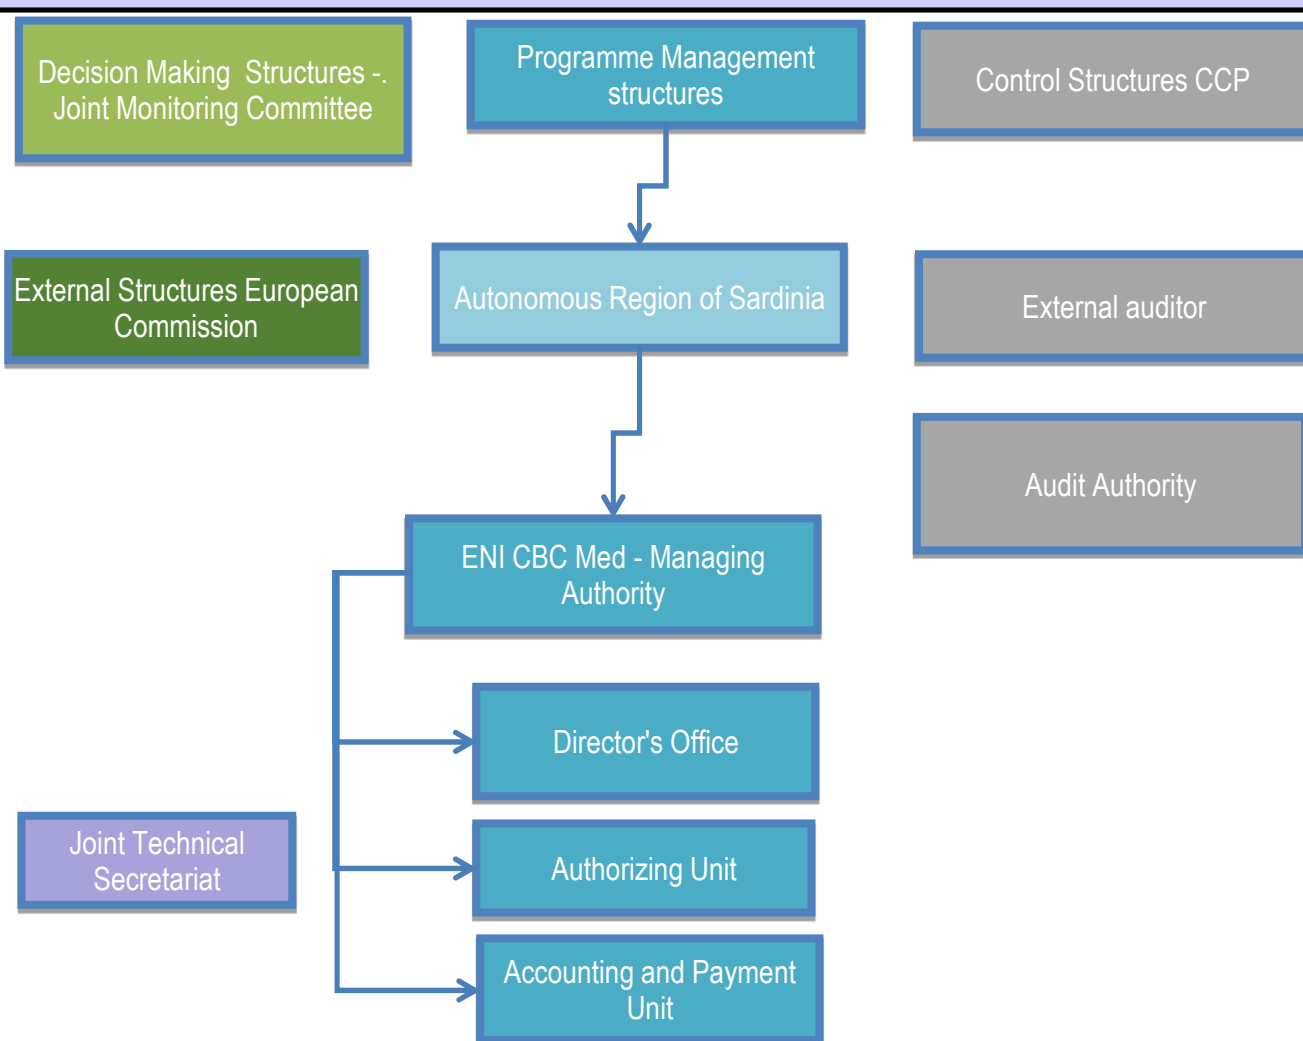 Decision Making Structures -.
Joint Monitoring Committee
Programme Management
structures
Control Structures CCP
External Structures European
Commission
Autonomous Region of Sardinia
External auditor
Audit Authority
ENI CBC Med - Managing
Authority
Director's Office
Joint Technical
Secretariat
Authorizing Unit
Accounting and Payment
Unit